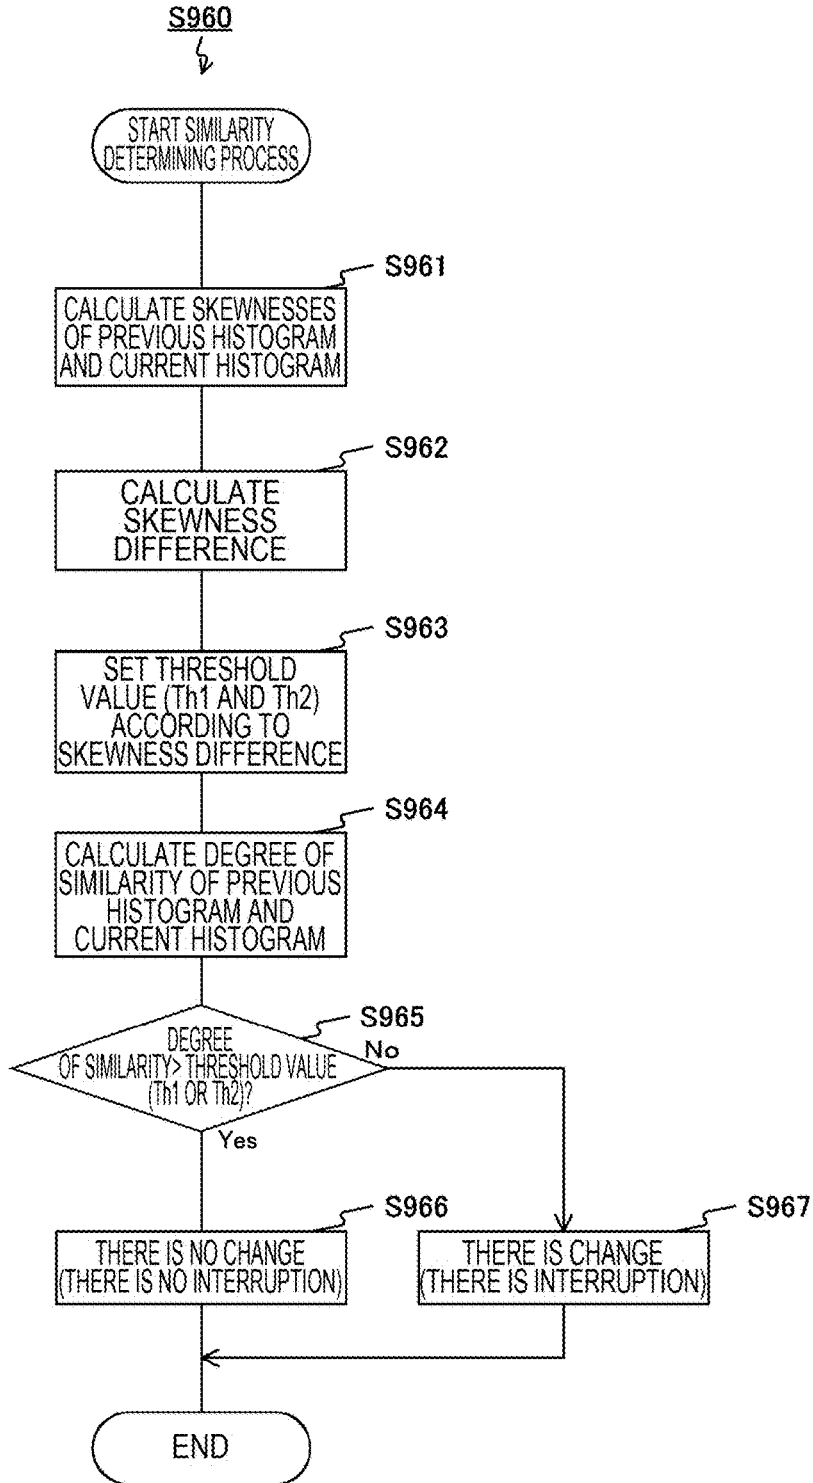 S960
START SIMILARITY
DETERMINING PROCESS
S961
CALCULATE SKEWNESSES
OF PREVIOUS HISTOGRAM
AND CURRENT HISTOGRAM
S962
CALCULATE
SKEWNESS
DIFFERENCE
S963
SET THRESHOLD
VALUE (Th1 AND Th2)
ACCORDING TO
SKEWNESS DIFFERENCE
S964
CALCULATE DEGREE OF
SIMILARITY OF PREVIOUS
HISTOGRAM AND
CURRENT HISTOGRAM
S965
DEGREE
OF SIMILARITY> THRESHOLD VALUE
(Th1 OR Th2)?
No
Yes
S966
THERE IS NO CHANGE
(THERE IS NO INTERRUPTION)
S967
THERE IS CHANGE
(THERE IS INTERRUPTION)
END